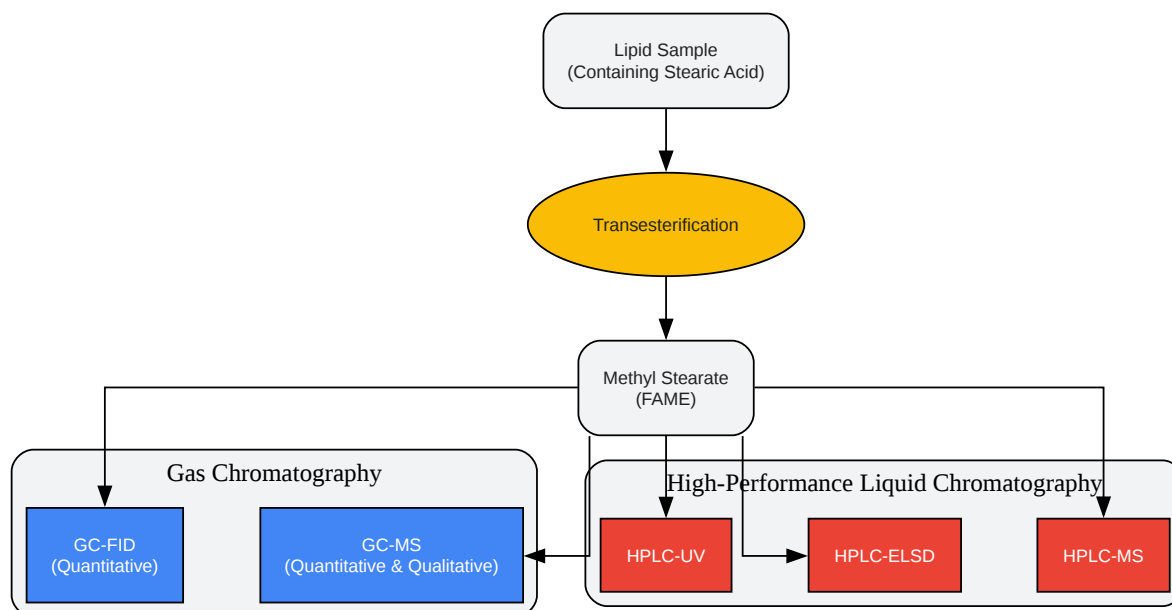 Lipid Sample
(Containing Stearic Acid)
Transesterification
Methyl Stearate
(FAME)
Gas Chromatography
High-Performance Liquid Chromatography
GC-FID
(Quantitative)
GC-MS
(Quantitative & Qualitative)
HPLC-UV
HPLC-ELSD
HPLC-MS